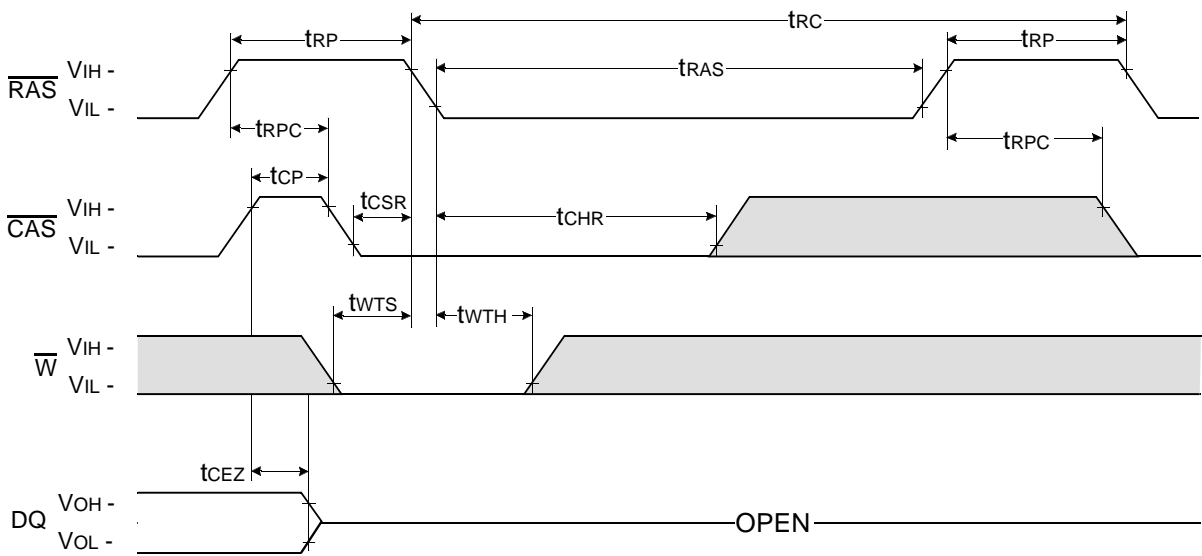 tRC
tRP
tRP
RAS
VIH -
VIL -
tRAS
tRPC
tRPC
tCP
tCSR
CAS
VIH -
VIL -
tCHR
tWTS
tWTH
W
VIH -
VIL -
tCEZ
DQ
VOH -
VOL -
OPEN